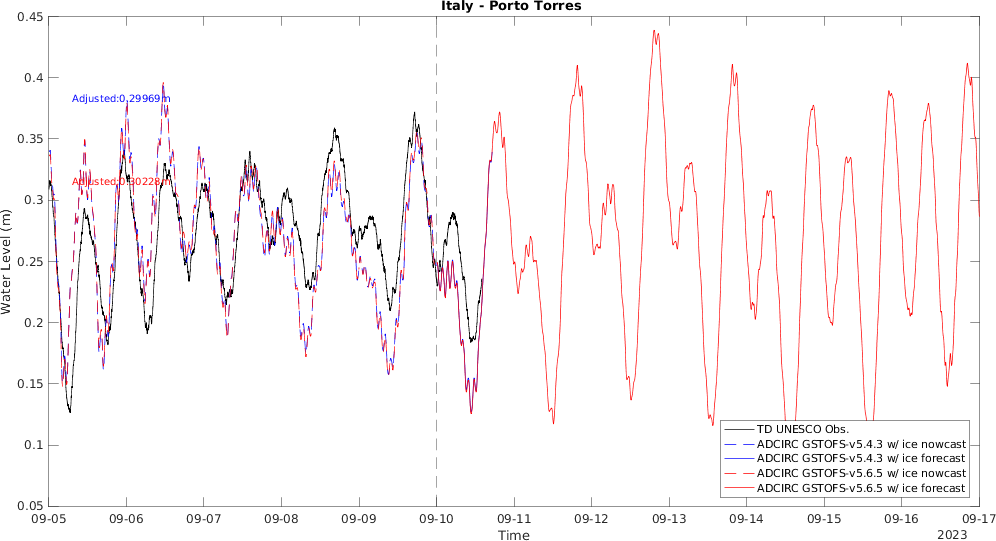 Italy - Porto Torres
0.45
0.4
0.35
0.3
0.25
0.2
0.15
0.1
0.05
Water Level (m)
Adjusted:0.29969m
Adjusted:0.30228m
TD UNESCO Obs.
ADCIRC GSTOFS-v5.4.3 w/ ice nowcast
ADCIRC GSTOFS-v5.4.3 w/ ice forecast
ADCIRC GSTOFS-v5.6.5 w/ ice nowcast
ADCIRC GSTOFS-v5.6.5 w/ ice forecast
09-05 09-06 09-07 09-08 09-09 09-10 09-11 09-12 09-13 09-14 09-15 09-16 09-17
Time
2023